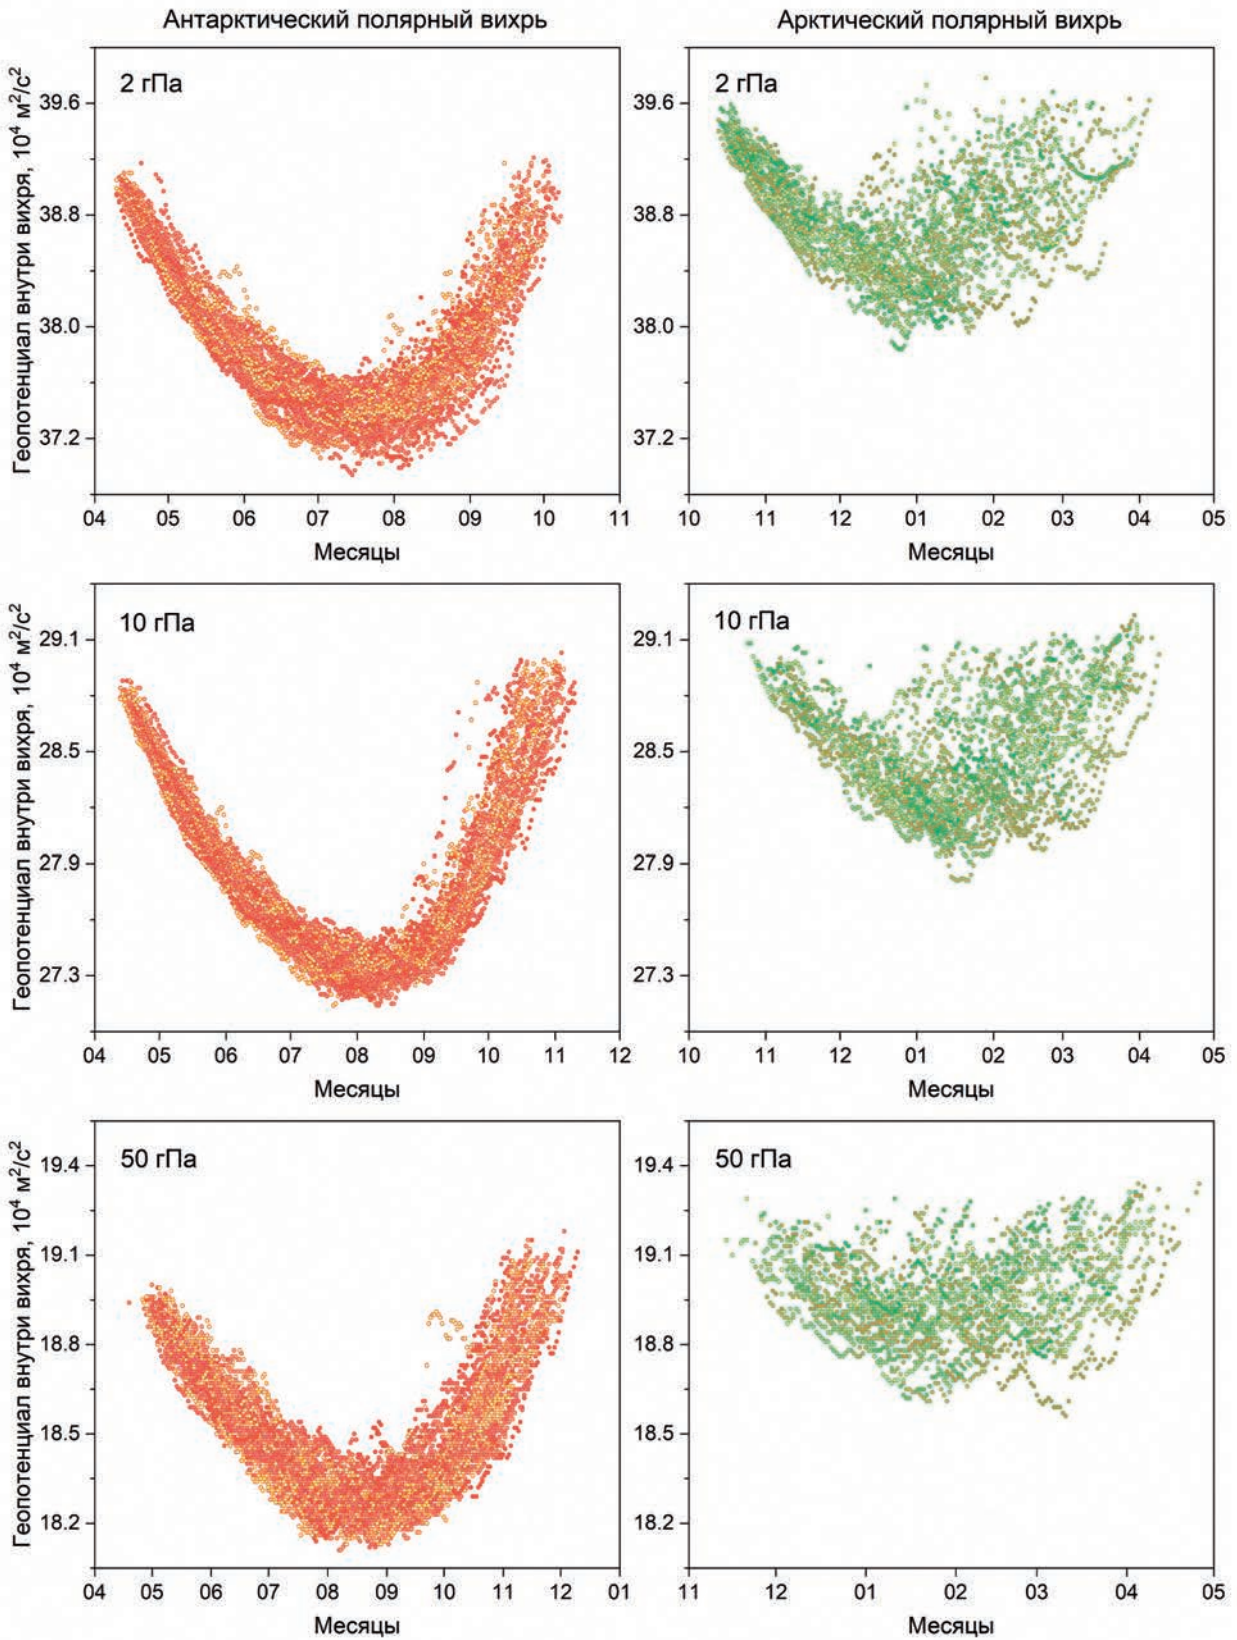 Антарктический полярный вихрь
Арктический полярный вихрь
Геопотенциал внутри вихря, 10⁴ м²/с²
2 гПа
39.6
38.8
38.0
37.2
04 05 06 07 08 09 10 11
Месяцы
2 гПа
39.6
38.8
38.0
37.2
10 11 12 01 02 03 04 05
Месяцы
Геопотенциал внутри вихря, 10⁴ м²/с²
10 гПа
29.1
28.5
27.9
27.3
04 05 06 07 08 09 10 11 12
Месяцы
10 гПа
29.1
28.5
27.9
27.3
10 11 12 01 02 03 04 05
Месяцы
Геопотенциал внутри вихря, 10⁴ м²/с²
50 гПа
19.4
19.1
18.8
18.5
18.2
04 05 06 07 08 09 10 11 12 01
Месяцы
50 гПа
19.4
19.1
18.8
18.5
18.2
11 12 01 02 03 04 05
Месяцы